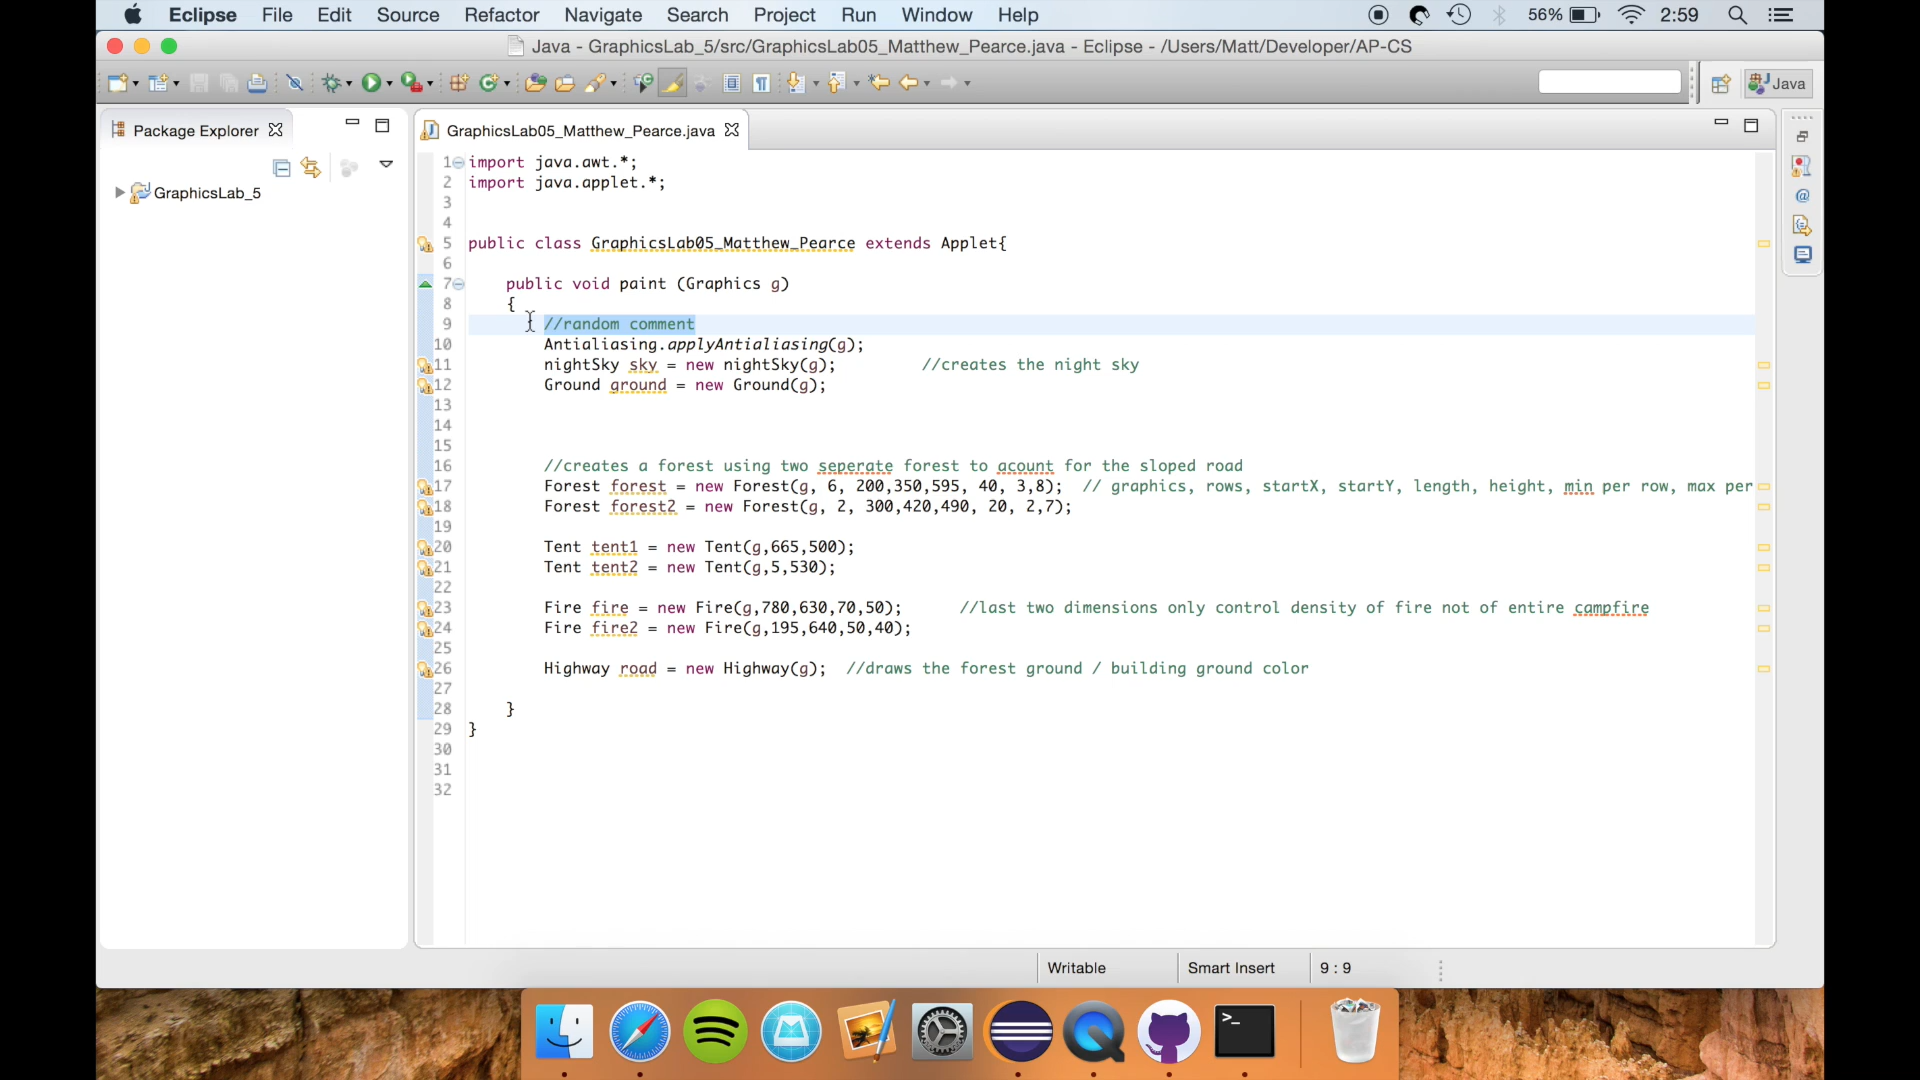 Eclipse File Edit Source Refactor Navigate Search Project Run Window Help 56% 2:59
Java - GraphicsLab_5/src/GraphicsLab05_Matthew_Pearce.java - Eclipse - /Users/Matt/Developer/AP-CS
Java
Package Explorer
GraphicsLab_5
GraphicsLab05_Matthew_Pearce.java
1 import java.awt.*;
2 import java.applet.*;
3
4
5 public class GraphicsLab05_Matthew_Pearce extends Applet{
6
7 public void paint (Graphics g)
8 {
9 //random comment
10 Antialiasing.applyAntialiasing(g);
11 nightSky sky = new nightSky(g); //creates the night sky
12 Ground ground = new Ground(g);
13
14
15
16 //creates a forest using two seperate forest to acount for the sloped road
17 Forest forest = new Forest(g, 6, 200,350,595, 40, 3,8); // graphics, rows, startX, startY, length, height, min per row, max per
18 Forest forest2 = new Forest(g, 2, 300,420,490, 20, 2,7);
19
20 Tent tent1 = new Tent(g,665,500);
21 Tent tent2 = new Tent(g,5,530);
22
23 Fire fire = new Fire(g,780,630,70,50); //last two dimensions only control density of fire not of entire campfire
24 Fire fire2 = new Fire(g,195,640,50,40);
25
26 Highway road = new Highway(g); //draws the forest ground / building ground color
27
28 }
29 }
30
31
32
Writable Smart Insert 9 : 9